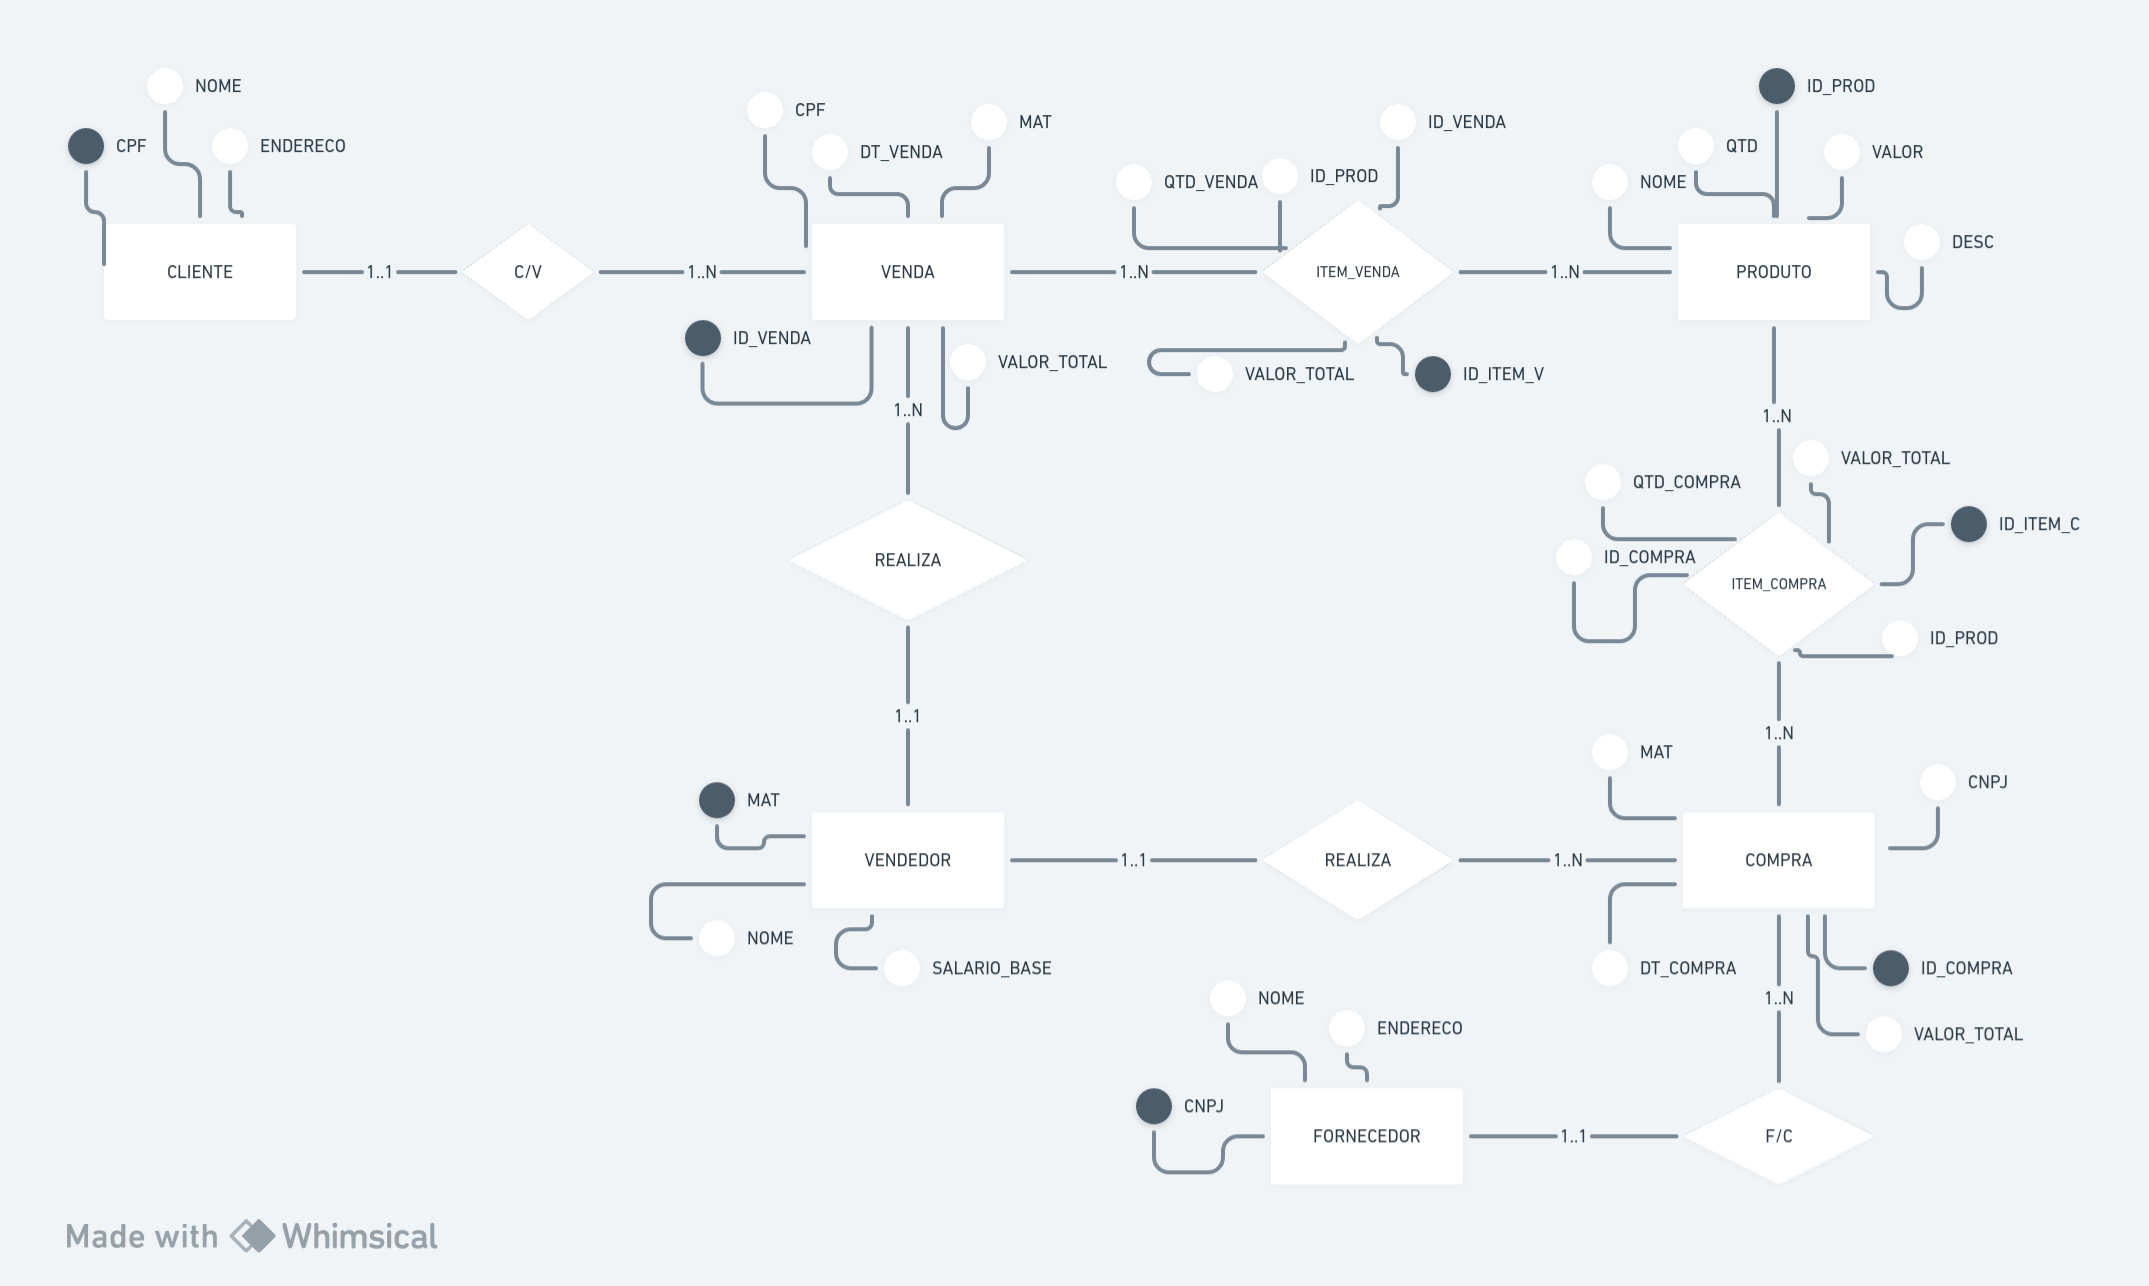 NOME
CPF
ENDERECO
CLIENTE
1..1
C/V
1..N
CPF
DT_VENDA
MAT
VENDA
ID_VENDA
VALOR_TOTAL
1..N
1..N
QTD_VENDA
ID_PROD
ID_VENDA
ITEM_VENDA
VALOR_TOTAL
ID_ITEM_V
1..N
ID_PROD
QTD
VALOR
NOME
DESC
PRODUTO
1..N
QTD_COMPRA
VALOR_TOTAL
ID_COMPRA
ID_ITEM_C
ITEM_COMPRA
ID_PROD
1..N
REALIZA
1..1
MAT
VENDEDOR
NOME
SALARIO_BASE
1..1
REALIZA
1..N
MAT
CNPJ
COMPRA
DT_COMPRA
ID_COMPRA
VALOR_TOTAL
1..N
NOME
ENDERECO
CNPJ
FORNECEDOR
1..1
F/C
Made with Whimsical